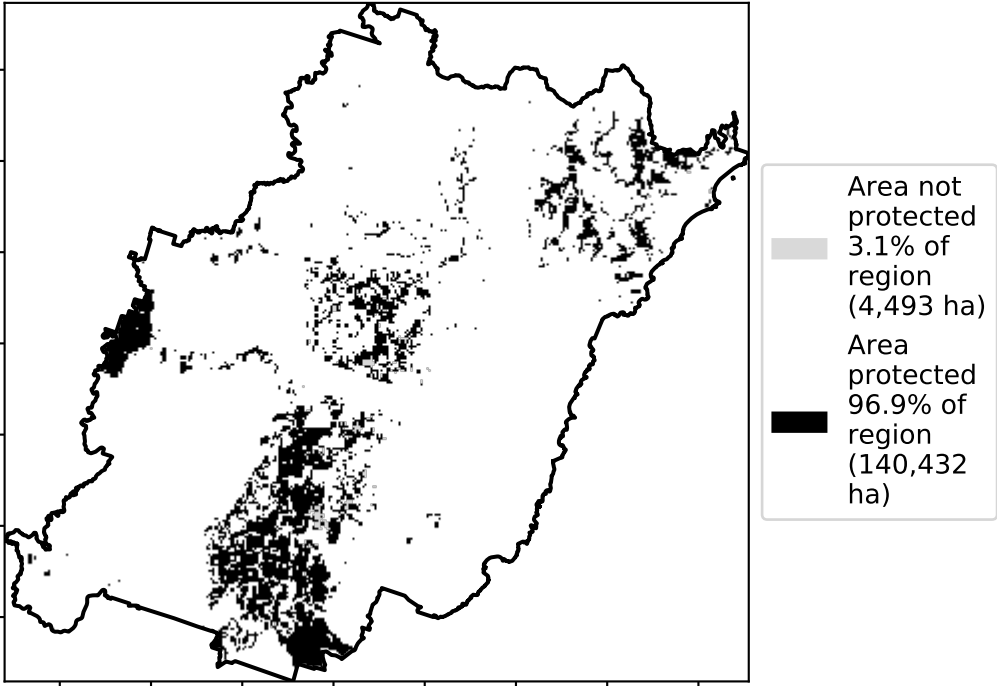 Area not
protected
3.1% of
region
(4,493 ha)
Area
protected
96.9% of
region
(140,432
ha)